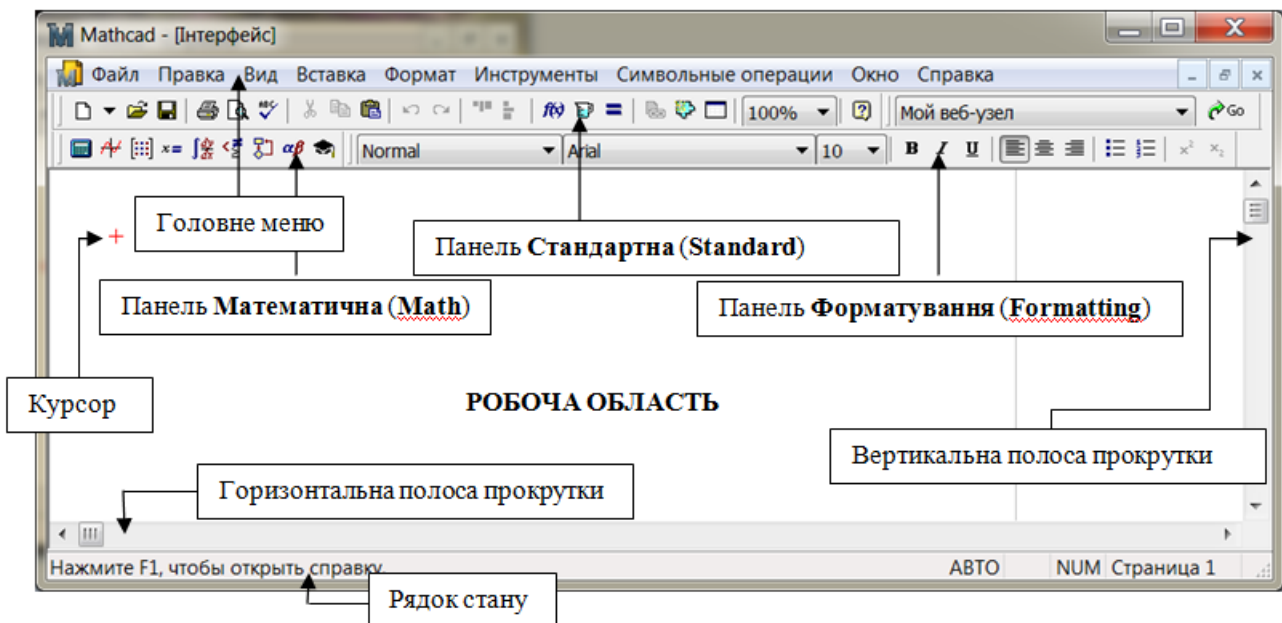 Mathcad - [Інтерфейс]
Файл Правка Вид Вставка Формат Инструменты Символьные операции Окно Справка
100% Мой веб-узел Go
Normal Arial 10 B I U
Головне меню
Панель Стандартна (Standard)
Панель Математична (Math)
Панель Форматування (Formatting)
Курсор
РОБОЧА ОБЛАСТЬ
Вертикальна полоса прокрутки
Горизонтальна полоса прокрутки
Нажмите F1, чтобы открыть справку. АВТО NUM Страница 1
Рядок стану